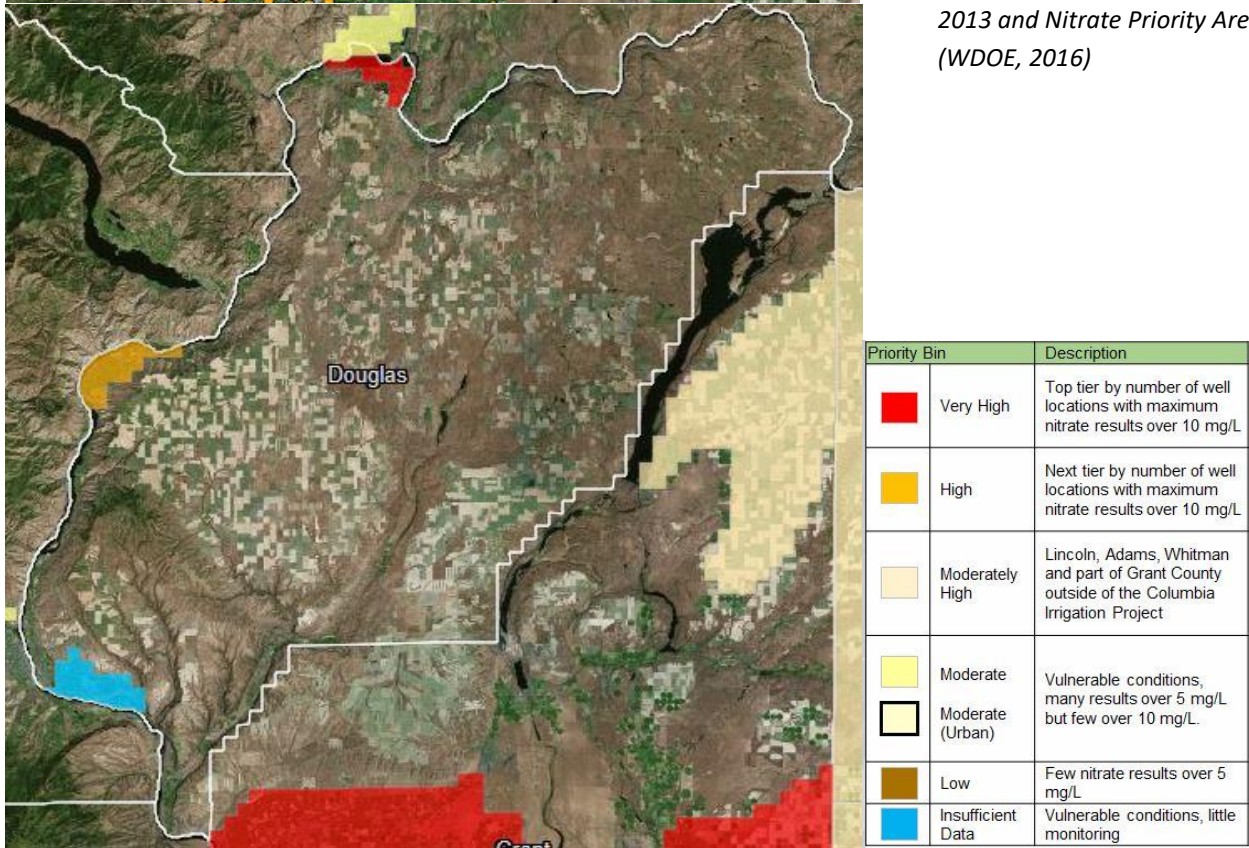 2013 and Nitrate Priority Are
(WDOE, 2016)
Douglas
Grant
Priority Bin Description
Very High
Top tier by number of well
locations with maximum
nitrate results over 10 mg/L
High
Next tier by number of well
locations with maximum
nitrate results over 10 mg/L
Moderately
High
Lincoln, Adams, Whitman
and part of Grant County
outside of the Columbia
Irrigation Project
Moderate
Moderate
(Urban)
Vulnerable conditions,
many results over 5 mg/L
but few over 10 mg/L.
Low
Few nitrate results over 5
mg/L
Insufficient
Data
Vulnerable conditions, little
monitoring